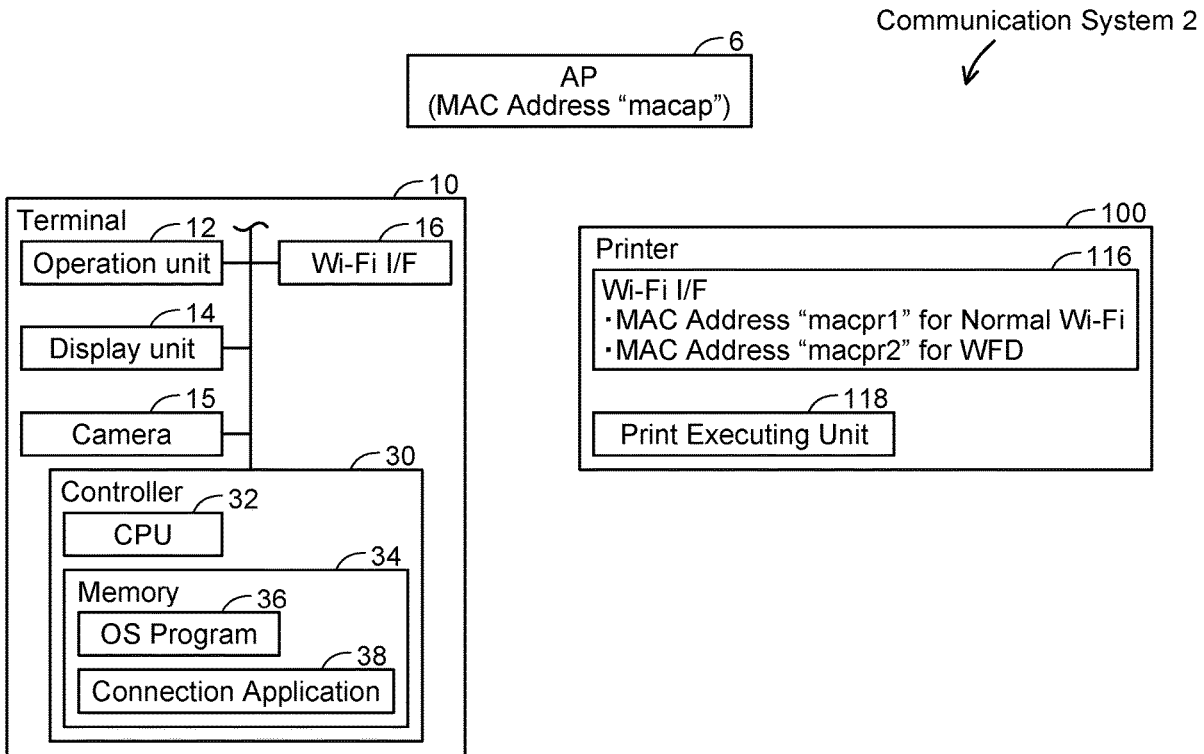 Communication System 2
6
AP
(MAC Address “macap”)
10
Terminal
12
Operation unit
16
Wi-Fi I/F
14
Display unit
15
Camera
30
Controller
32
CPU
34
Memory
36
OS Program
38
Connection Application
100
Printer
116
Wi-Fi I/F
・MAC Address “macpr1” for Normal Wi-Fi
・MAC Address “macpr2” for WFD
118
Print Executing Unit